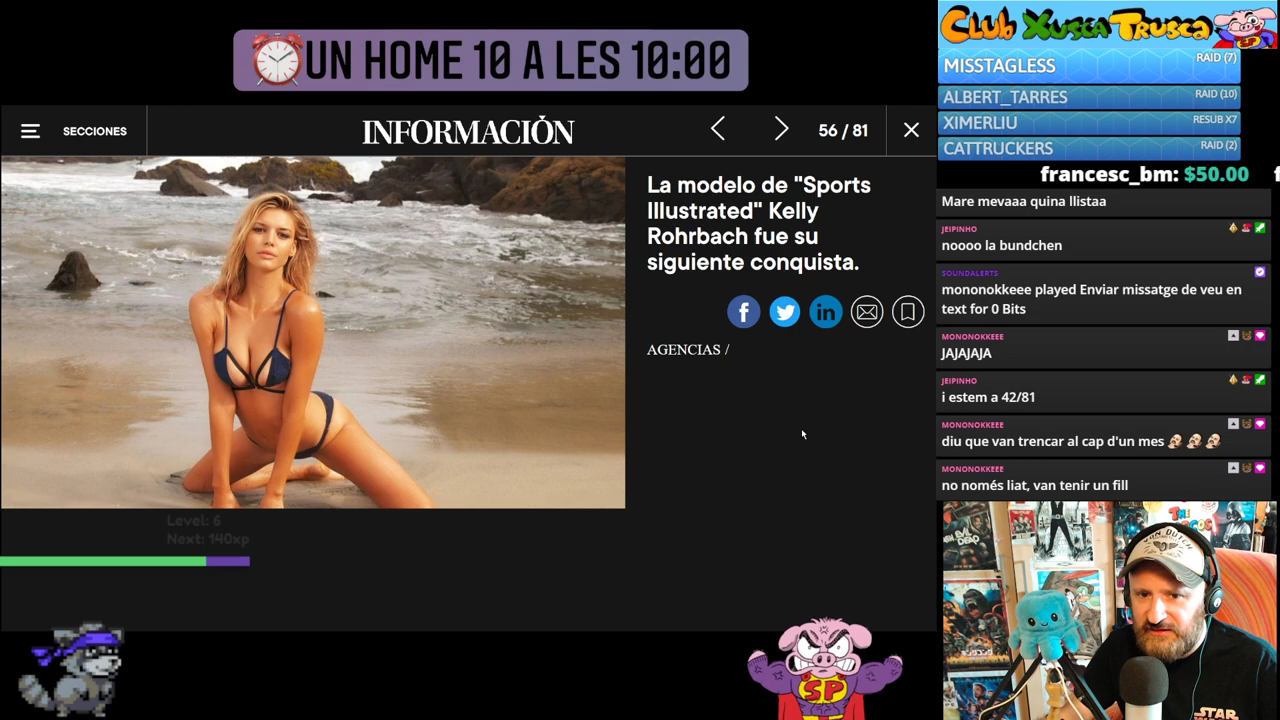 ⏰UN HOME 10 A LES 10:00
SECCIONES
INFORMACIÓN
56 / 81
La modelo de "Sports
Illustrated" Kelly
Rohrbach fue su
siguiente conquista.
AGENCIAS /
Level: 6
Next: 140xp
SP
Club Xusca Trusca
MISSTAGLESS RAID (7)
ALBERT_TARRES RAID (10)
XIMERLIU RESUB X7
CATTRUCKERS RAID (2)
francesc_bm: $50.00
Mare mevaaa quina llistaa
JEIPINHO
noooo la bundchen
SOUNDALERTS
mononokkeee played Enviar missatge de veu en
text for 0 Bits
MONONOKKEEE
JAJAJAJA
JEIPINHO
i estem a 42/81
MONONOKKEEE
diu que van trencar al cap d'un mes
MONONOKKEEE
no només liat, van tenir un fill
VON DUTCH
STAR